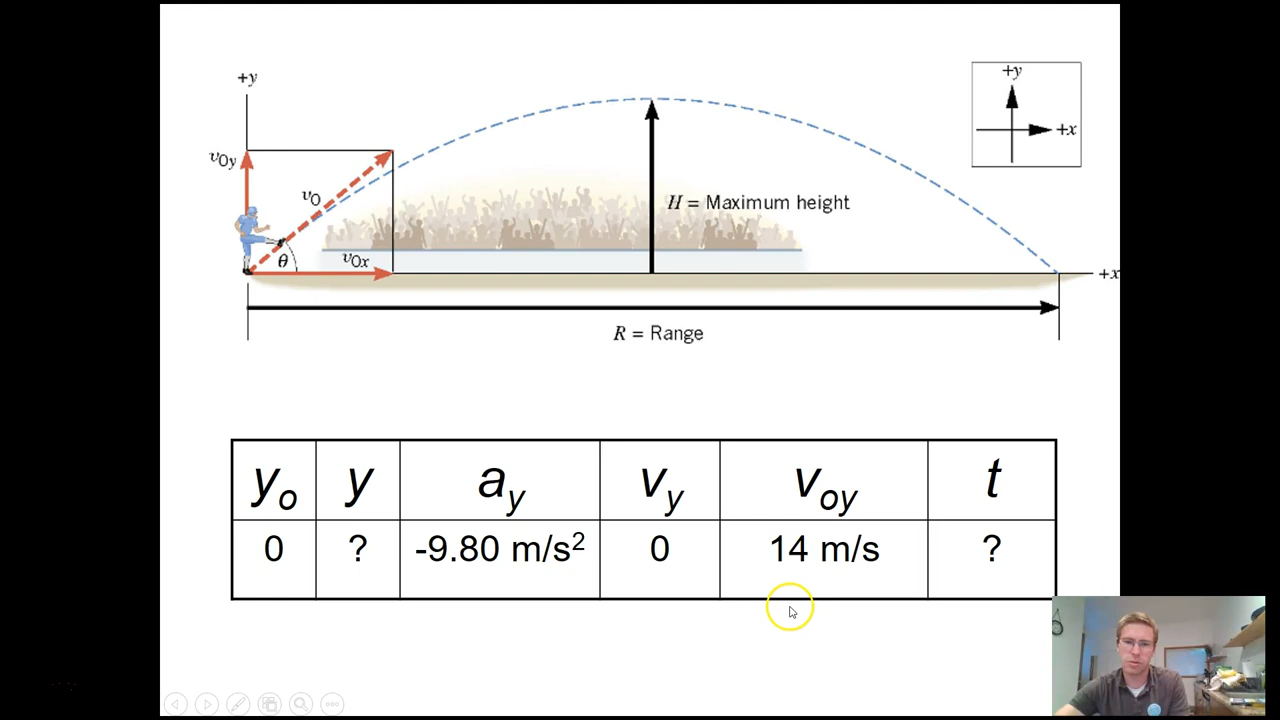 +y
+y
+x
v0y
v0
H = Maximum height
θ
v0x
+x
R = Range
yo y ay vy voy t
0 ? -9.80 m/s² 0 14 m/s ?